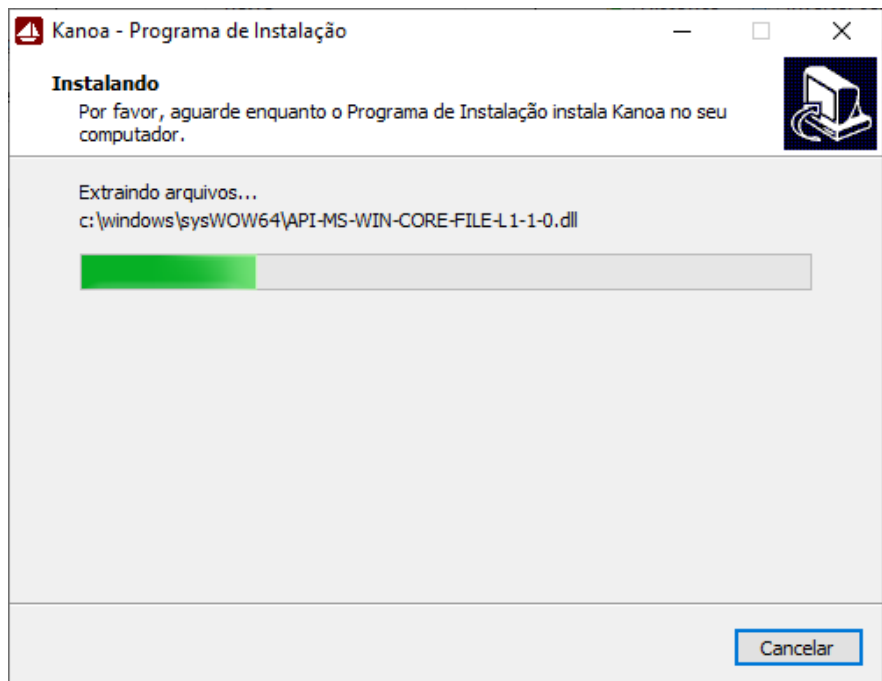 Kanoa - Programa de Instalação
Instalando
Por favor, aguarde enquanto o Programa de Instalação instala Kanoa no seu
computador.
Extraindo arquivos...
c:\windows\sysWOW64\API-MS-WIN-CORE-FILE-L1-1-0.dll
Cancelar